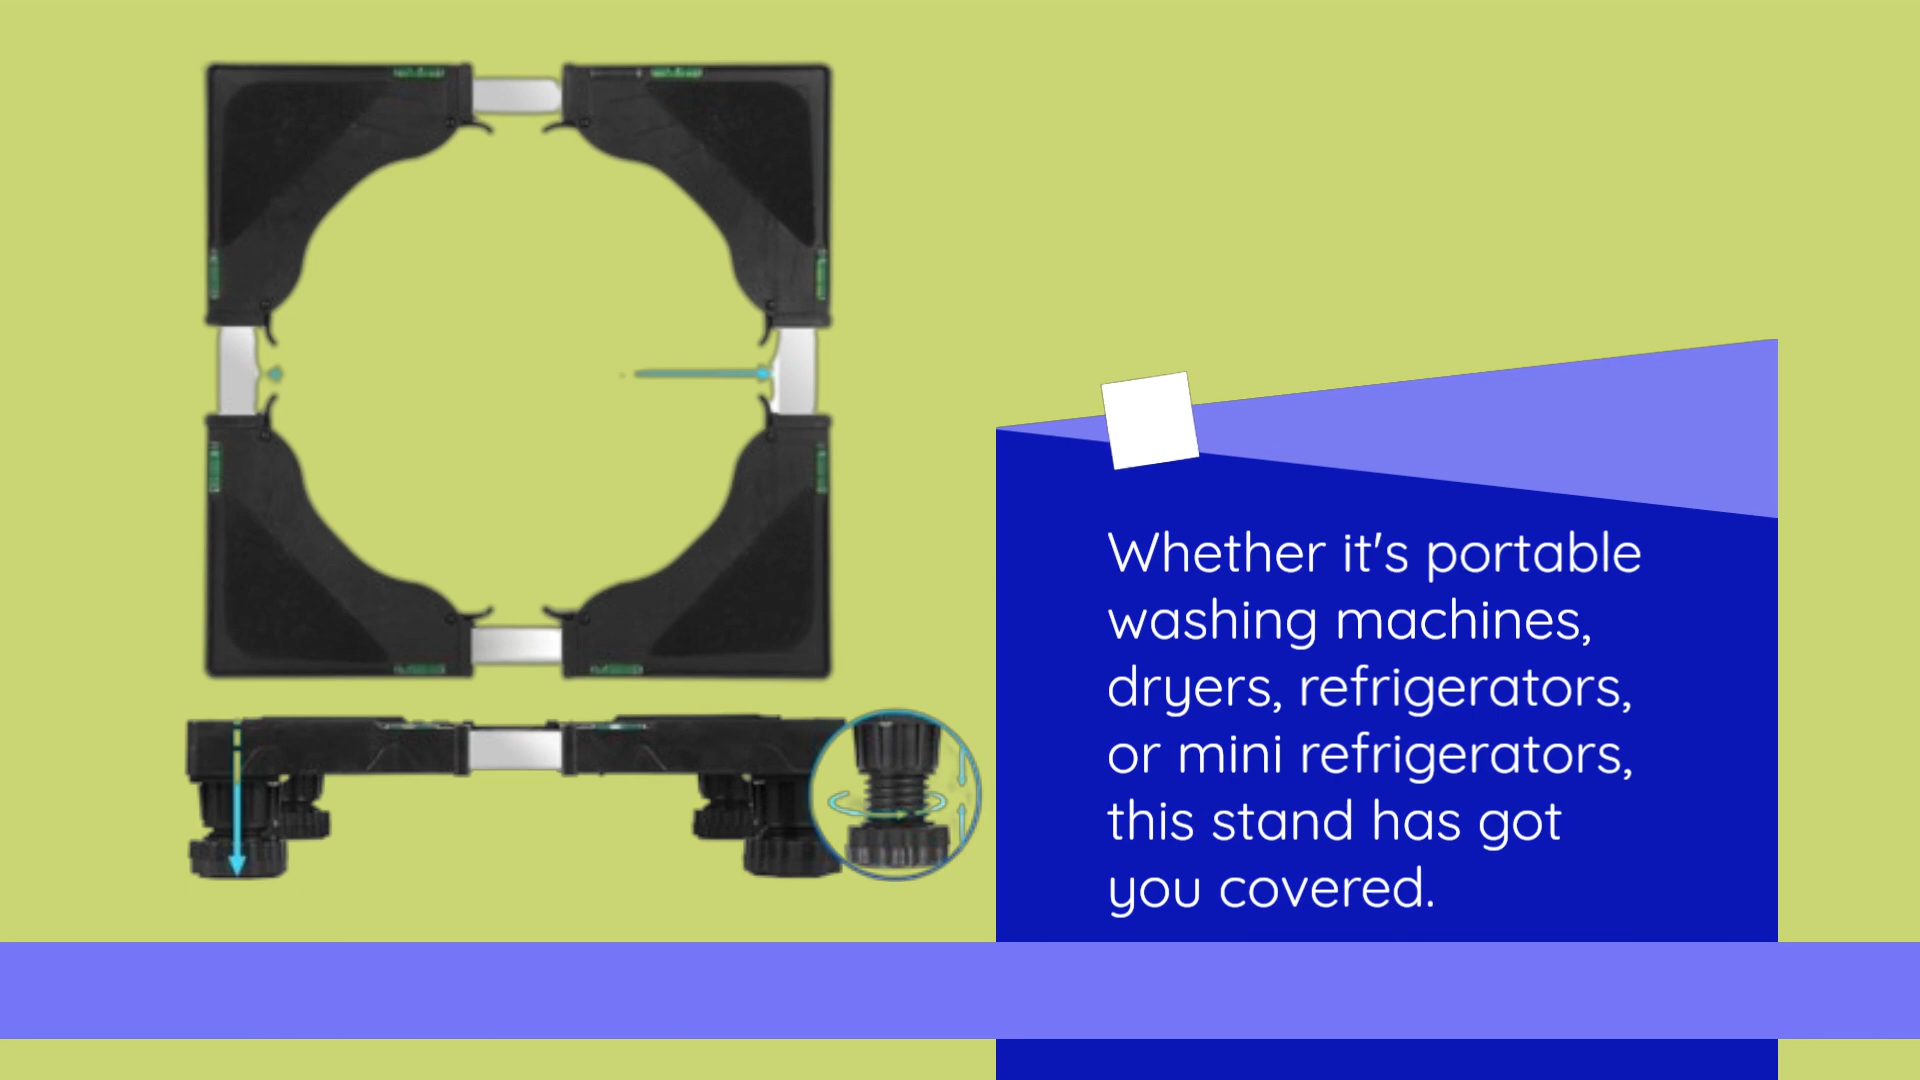 Whether it's portable
washing machines,
dryers, refrigerators,
or mini refrigerators,
this stand has got
you covered.